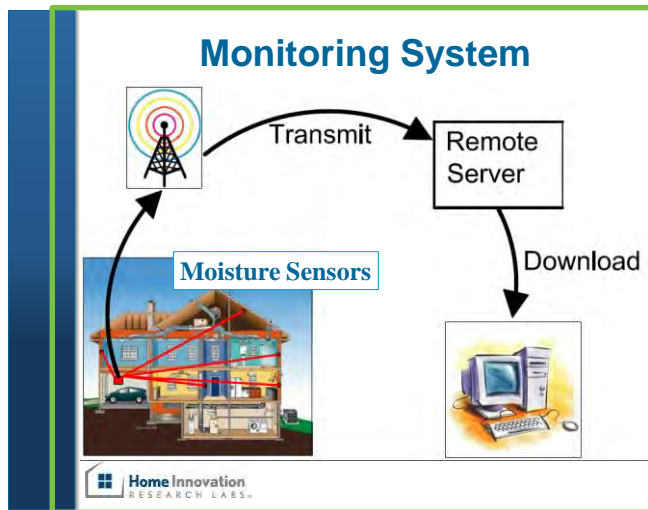 Monitoring System
Transmit
Remote
Server
Moisture Sensors
Download
Home Innovation
RESEARCH LABS